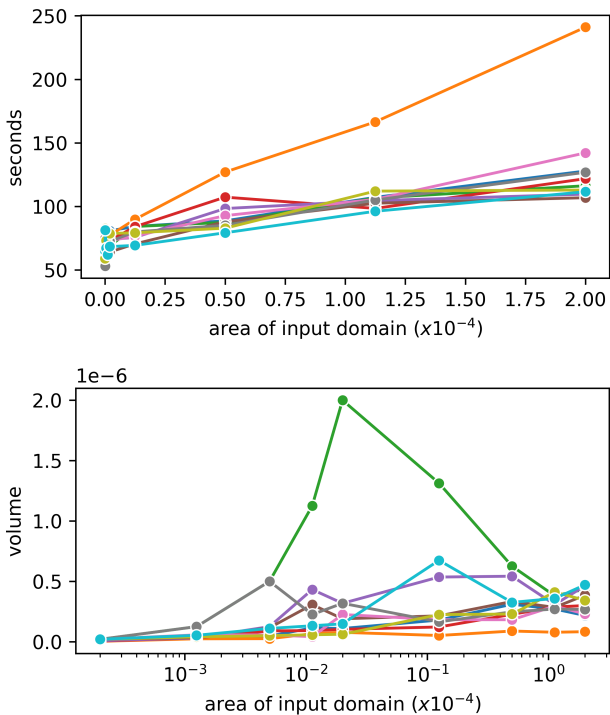 250
200
150
100
50
seconds
0.00 0.25 0.50 0.75 1.00 1.25 1.50 1.75 2.00
area of input domain (x10⁻⁴)
1e−6
2.0
1.5
1.0
0.5
0.0
volume
10⁻³ 10⁻² 10⁻¹ 10⁰
area of input domain (x10⁻⁴)